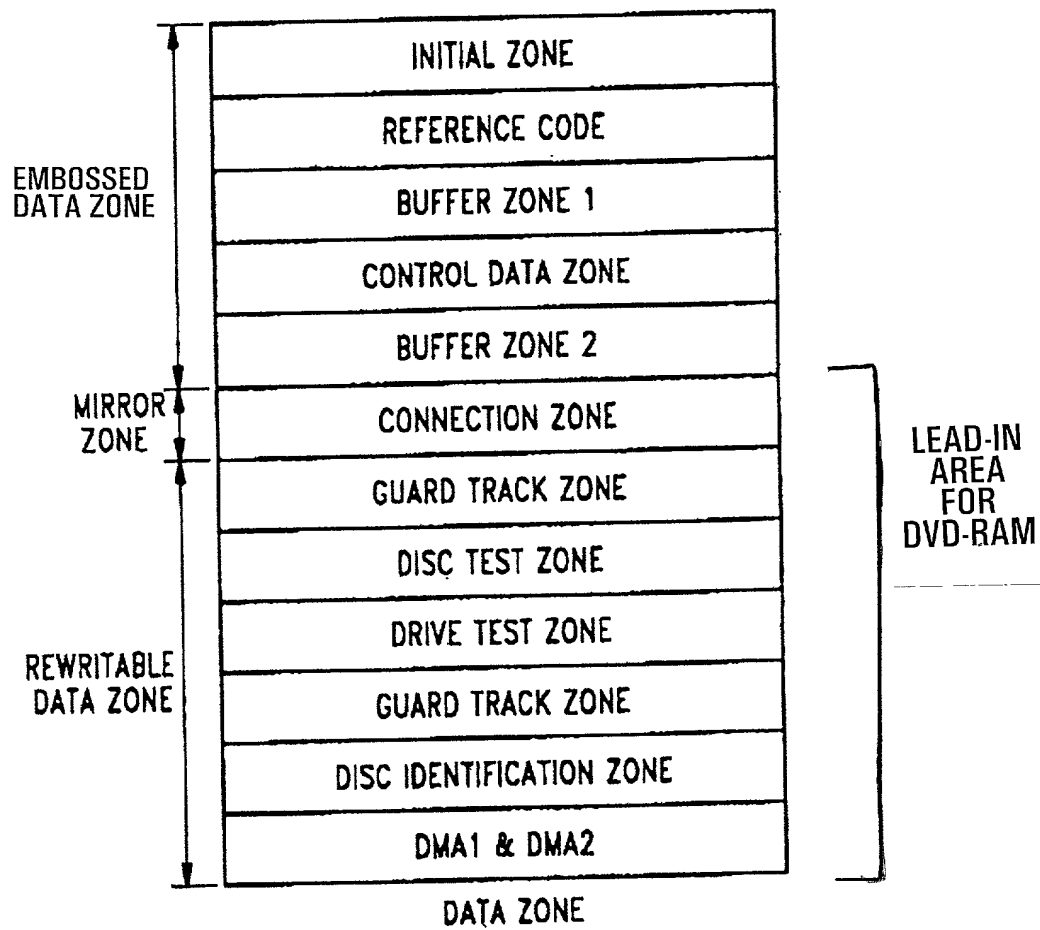 INITIAL ZONE
REFERENCE CODE
EMBOSSED
DATA ZONE
BUFFER ZONE 1
CONTROL DATA ZONE
BUFFER ZONE 2
MIRROR
ZONE
CONNECTION ZONE
GUARD TRACK ZONE
DISC TEST ZONE
DRIVE TEST ZONE
REWRITABLE
DATA ZONE
GUARD TRACK ZONE
DISC IDENTIFICATION ZONE
DMA1 & DMA2
DATA ZONE
LEAD-IN
AREA
FOR
DVD-RAM